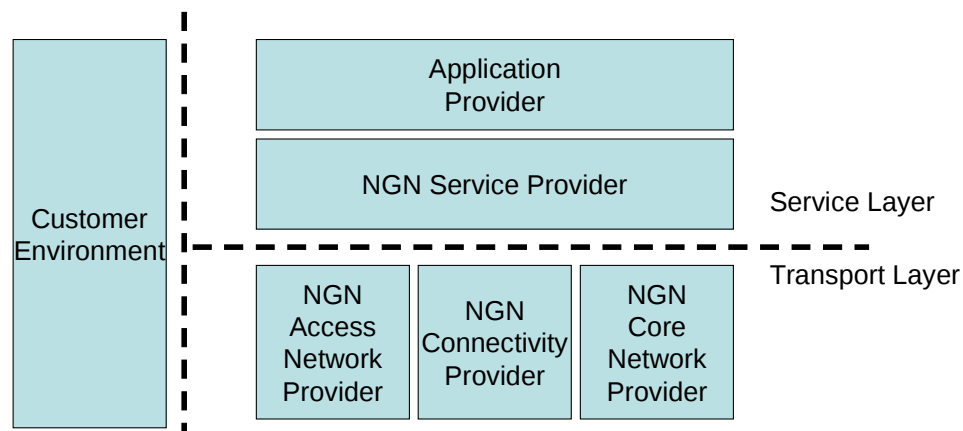 Application
Provider
NGN Service Provider
Customer
Environment
Service Layer
Transport Layer
NGN
Access
Network
Provider
NGN
Connectivity
Provider
NGN
Core
Network
Provider